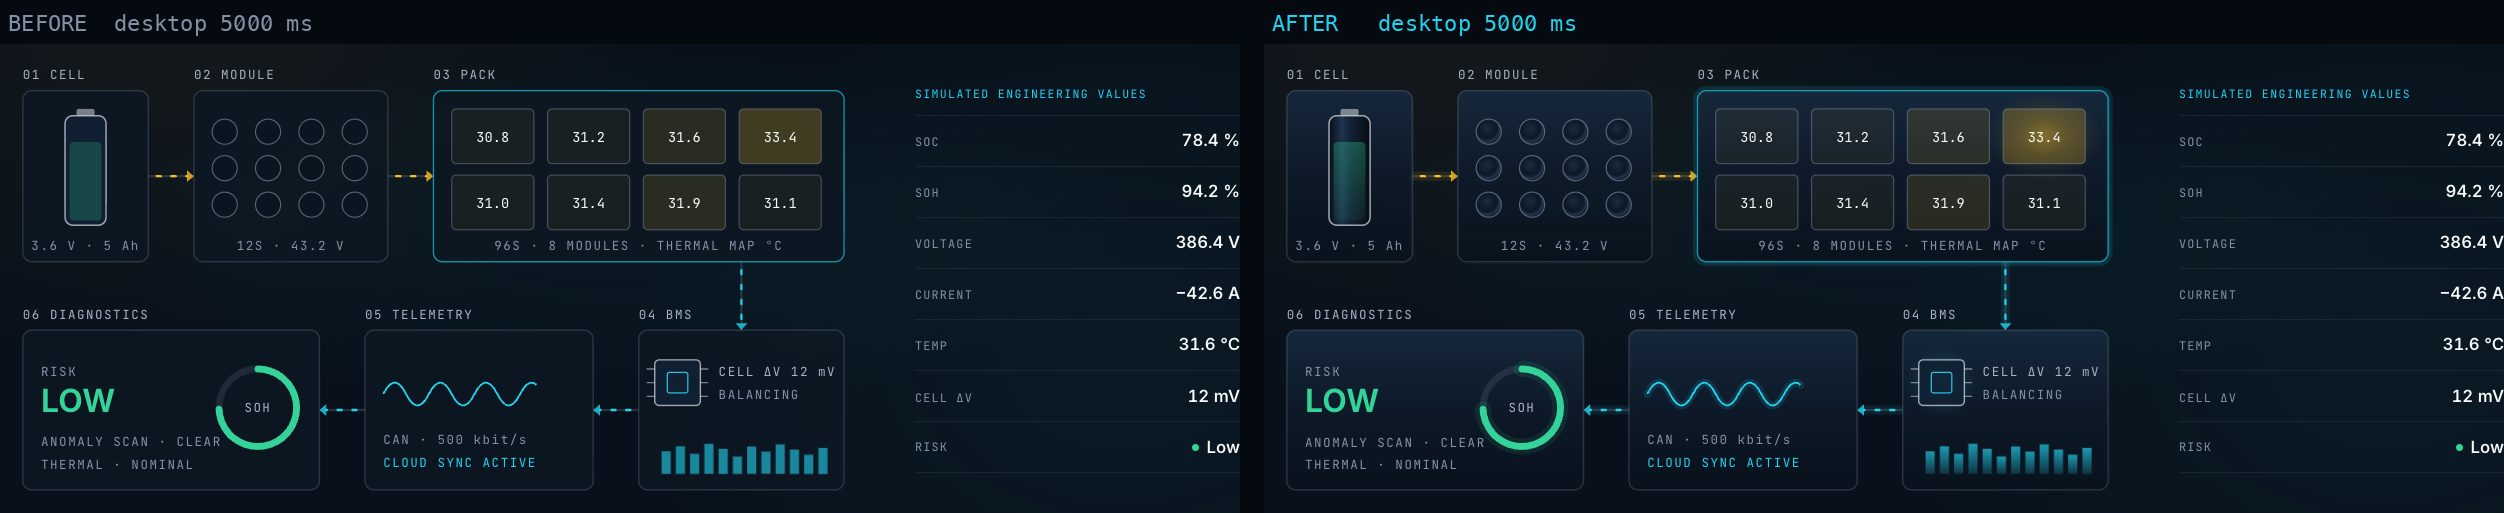 BEFORE desktop 5000 ms
01 CELL 02 MODULE 03 PACK
SIMULATED ENGINEERING VALUES
30.8 31.2 31.6 33.4
SOC 78.4 %
SOH 94.2 %
31.0 31.4 31.9 31.1
3.6 V · 5 Ah 12S · 43.2 V 96S · 8 MODULES · THERMAL MAP °C
VOLTAGE 386.4 V
CURRENT −42.6 A
06 DIAGNOSTICS 05 TELEMETRY 04 BMS
TEMP 31.6 °C
RISK
LOW
SOH
CELL ΔV 12 mV
BALANCING
CELL ΔV 12 mV
ANOMALY SCAN · CLEAR
THERMAL · NOMINAL
CAN · 500 kbit/s
CLOUD SYNC ACTIVE
RISK Low
AFTER desktop 5000 ms
01 CELL 02 MODULE 03 PACK
SIMULATED ENGINEERING VALUES
30.8 31.2 31.6 33.4
SOC 78.4 %
SOH 94.2 %
31.0 31.4 31.9 31.1
3.6 V · 5 Ah 12S · 43.2 V 96S · 8 MODULES · THERMAL MAP °C
VOLTAGE 386.4 V
CURRENT −42.6 A
06 DIAGNOSTICS 05 TELEMETRY 04 BMS
TEMP 31.6 °C
RISK
LOW
SOH
CELL ΔV 12 mV
BALANCING
CELL ΔV 12 mV
ANOMALY SCAN · CLEAR
THERMAL · NOMINAL
CAN · 500 kbit/s
CLOUD SYNC ACTIVE
RISK Low